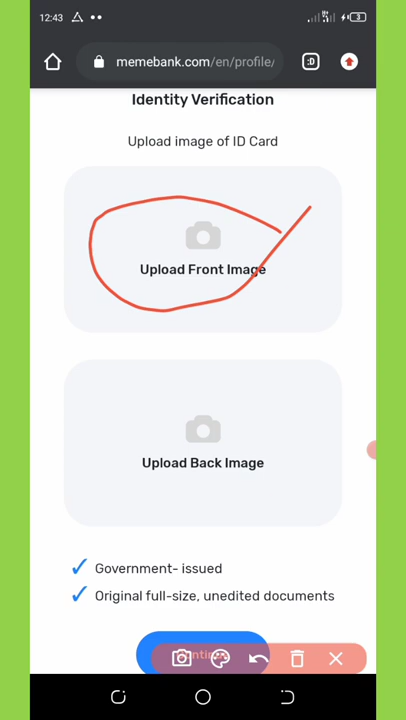 12:43
3
memebank.com/en/profile/
:D
Identity Verification
Upload image of ID Card
Upload Front Image
Upload Back Image
✓ Government- issued
✓ Original full-size, unedited documents